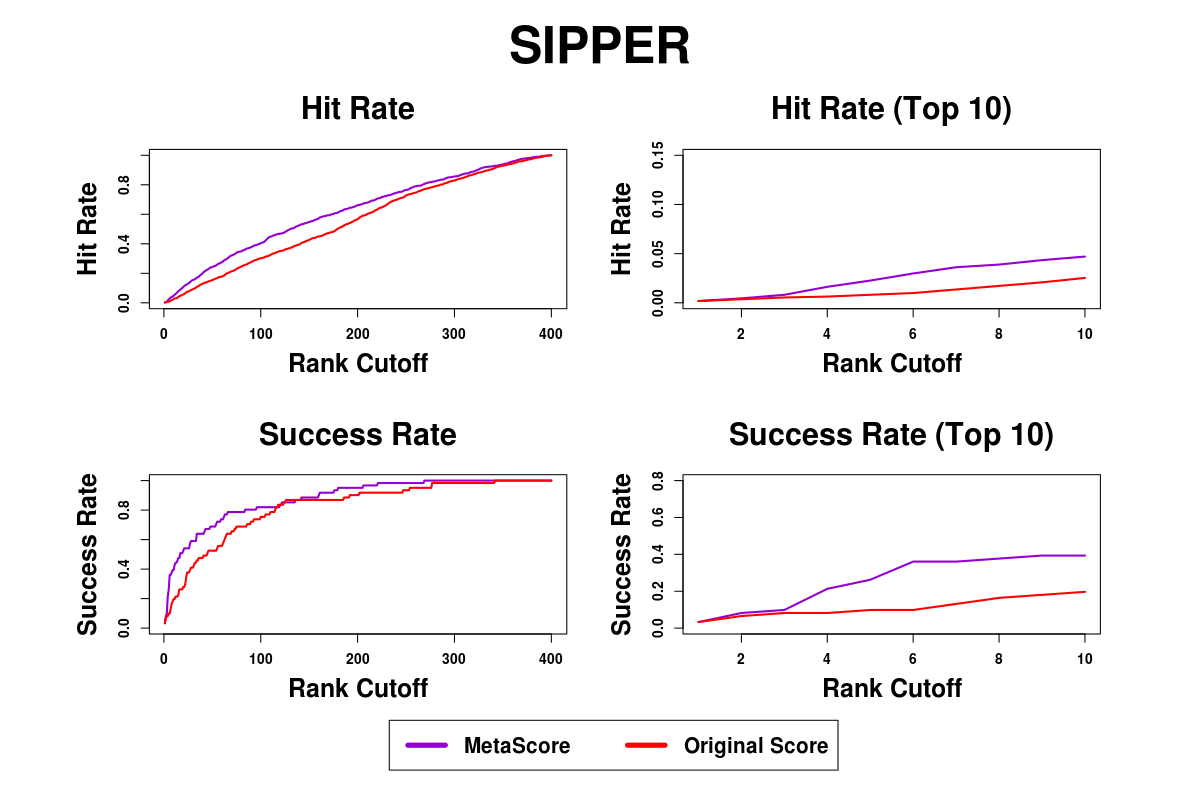 SIPPER
Hit Rate
Hit Rate
0.0 0.4 0.8
0 100 200 300 400
Rank Cutoff
Hit Rate (Top 10)
Hit Rate
0.00 0.05 0.10 0.15
2 4 6 8 10
Rank Cutoff
Success Rate
Success Rate
0.0 0.4 0.8
0 100 200 300 400
Rank Cutoff
Success Rate (Top 10)
Success Rate
0.0 0.2 0.4 0.6 0.8
2 4 6 8 10
Rank Cutoff
MetaScore Original Score